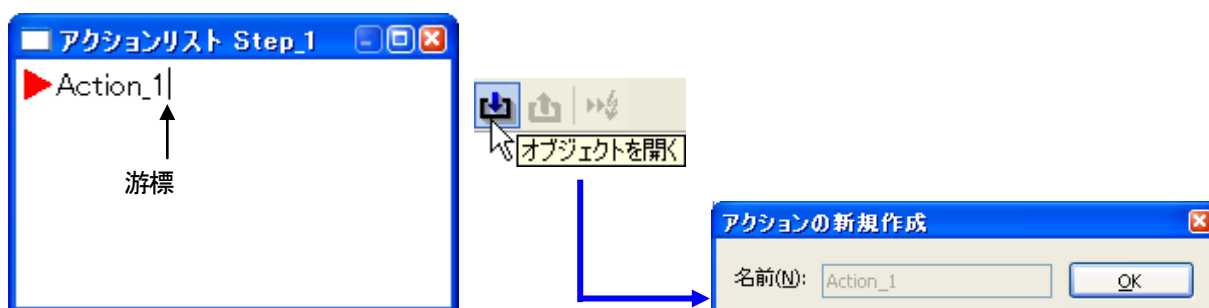 アクションリスト Step_1
Action_1
游標
オブジェクトを開く
アクションの新規作成
名前(N): Action_1 OK